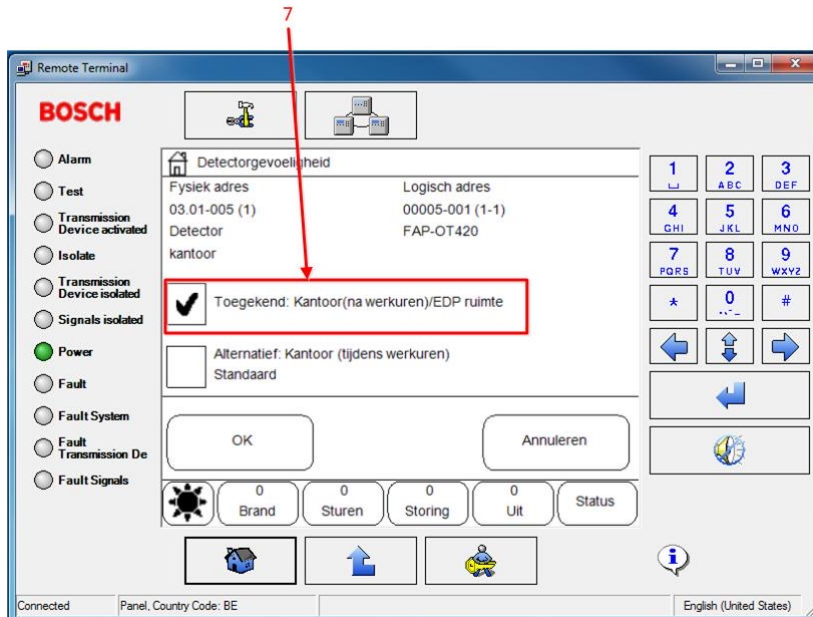 7
Remote Terminal
BOSCH
Alarm
Test
Transmission
Device activated
Isolate
Transmission
Device isolated
Signals isolated
Power
Fault
Fault System
Fault
Transmission De
Fault Signals
Detectorgevoeligheid
Fysiek adres Logisch adres
03.01-005 (1) 00005-001 (1-1)
Detector FAP-OT420
kantoor
Toegekend: Kantoor(na werkuren)/EDP ruimte
Alternatief: Kantoor (tijdens werkuren)
Standaard
OK Annuleren
0 0 0 0
Brand Sturen Storing Uit Status
1 2 3
ABC DEF
4 5 6
GHI JKL MNO
7 8 9
PQRS TUV WXYZ
* 0 #
Connected Panel, Country Code: BE English (United States)